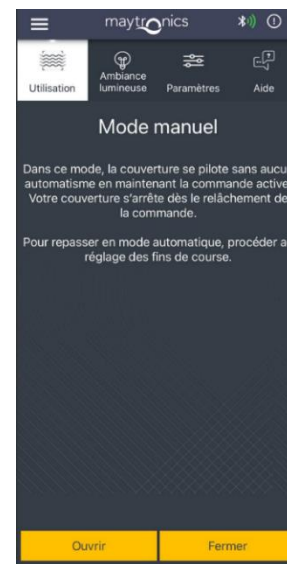 maytronics
Utilisation
Ambiance
lumineuse
Paramètres
Aide
Mode manuel
Dans ce mode, la couverture se pilote sans aucu
automatisme en maintenant la commande active
Votre couverture s'arrête dès le relâchement de
la commande.
Pour repasser en mode automatique, procéder a
réglage des fins de course.
Ouvrir
Fermer